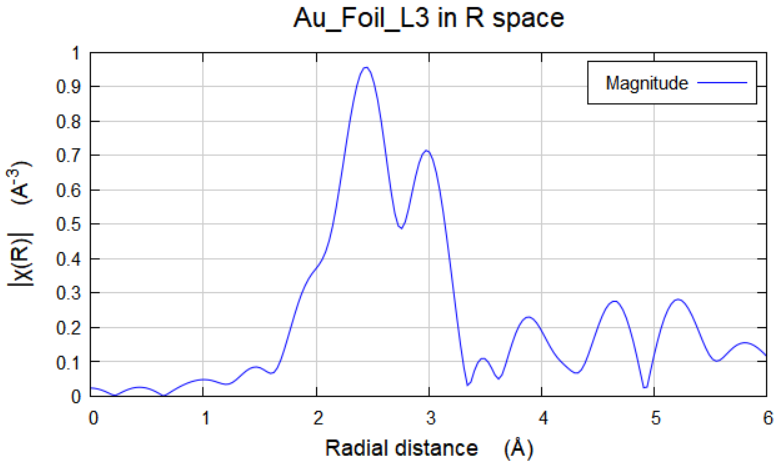 Au_Foil_L3 in R space
Magnitude
|χ(R)| (A⁻³)
1
0.9
0.8
0.7
0.6
0.5
0.4
0.3
0.2
0.1
0
0 1 2 3 4 5 6
Radial distance (Å)